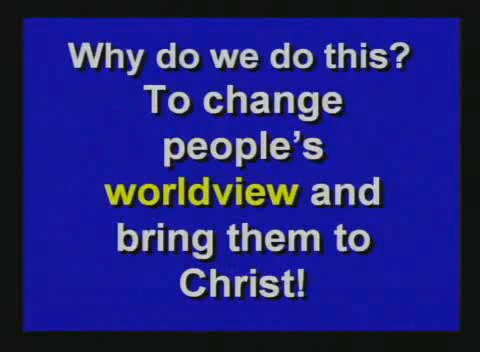 Why do we do this?
To change
people's
worldview and
bring them to
Christ!